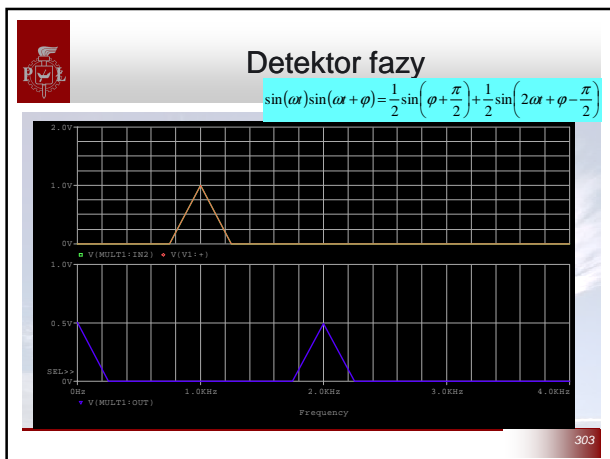 P Ł
Detektor fazy
sin(ωt)sin(ωt + φ) = 1/2 sin(φ + π/2) + 1/2 sin(2ωt + φ − π/2)
2.0V
1.0V
0V
V(MULT1:IN2) V(V1:+)
1.0V
0.5V
SEL>>
0V
0Hz 1.0KHz 2.0KHz 3.0KHz 4.0KHz
V(MULT1:OUT)
Frequency
303